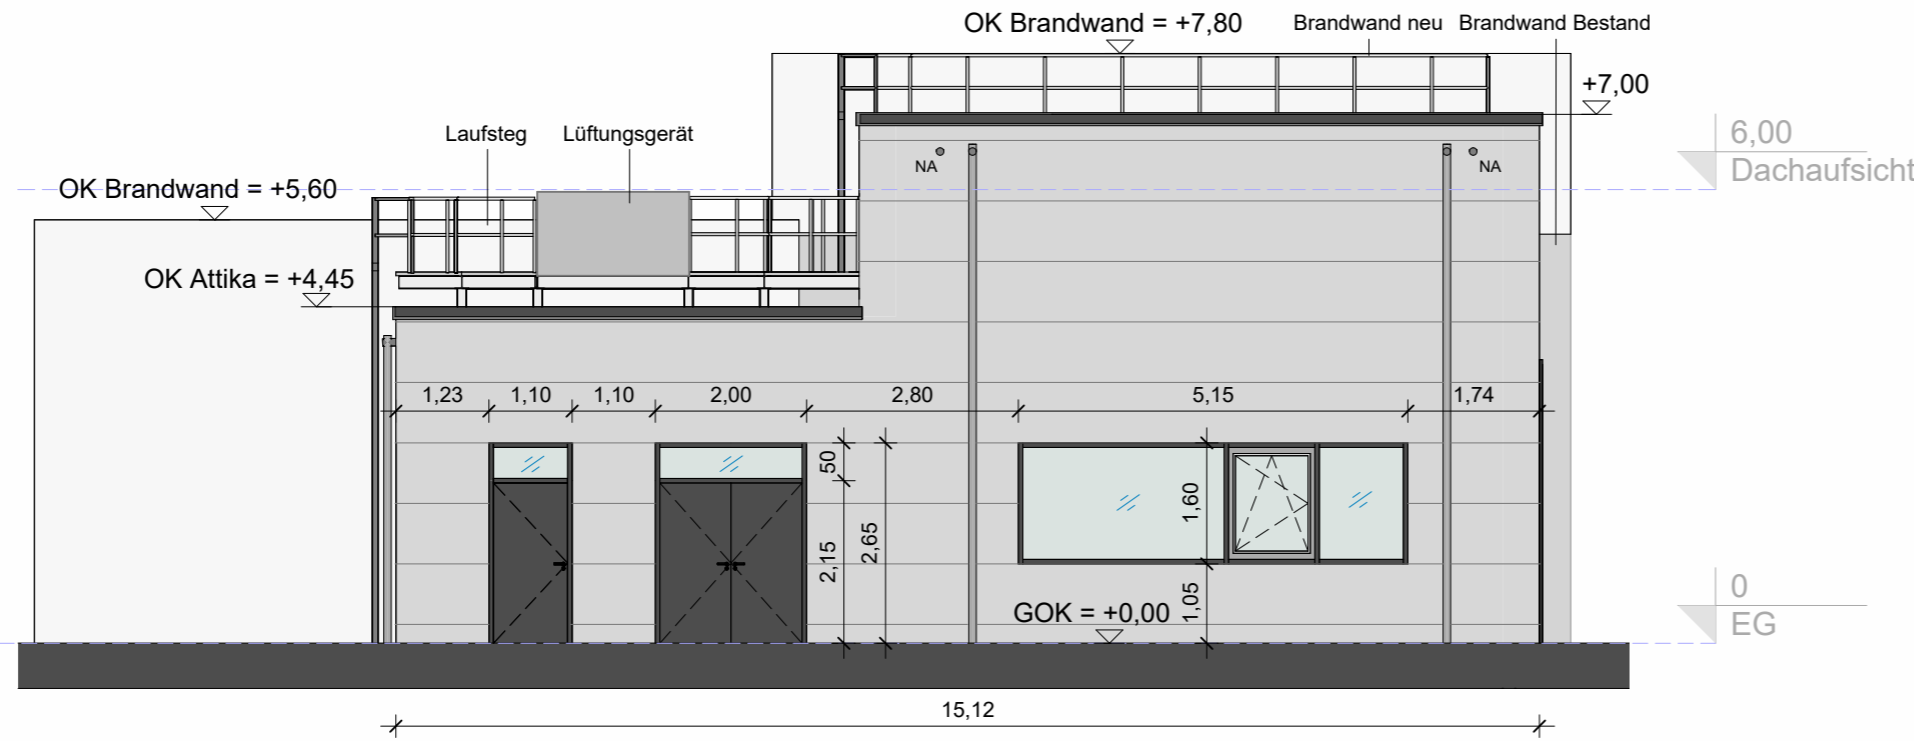 OK Brandwand = +7,80
Brandwand neu
Brandwand Bestand
+7,00
Laufsteg
Lüftungsgerät
6,00
Dachaufsicht
NA
NA
OK Brandwand = +5,60
OK Attika = +4,45
1,23
1,10
1,10
2,00
2,80
5,15
1,74
50
2,15
2,65
1,60
1,05
GOK = +0,00
0
EG
15,12